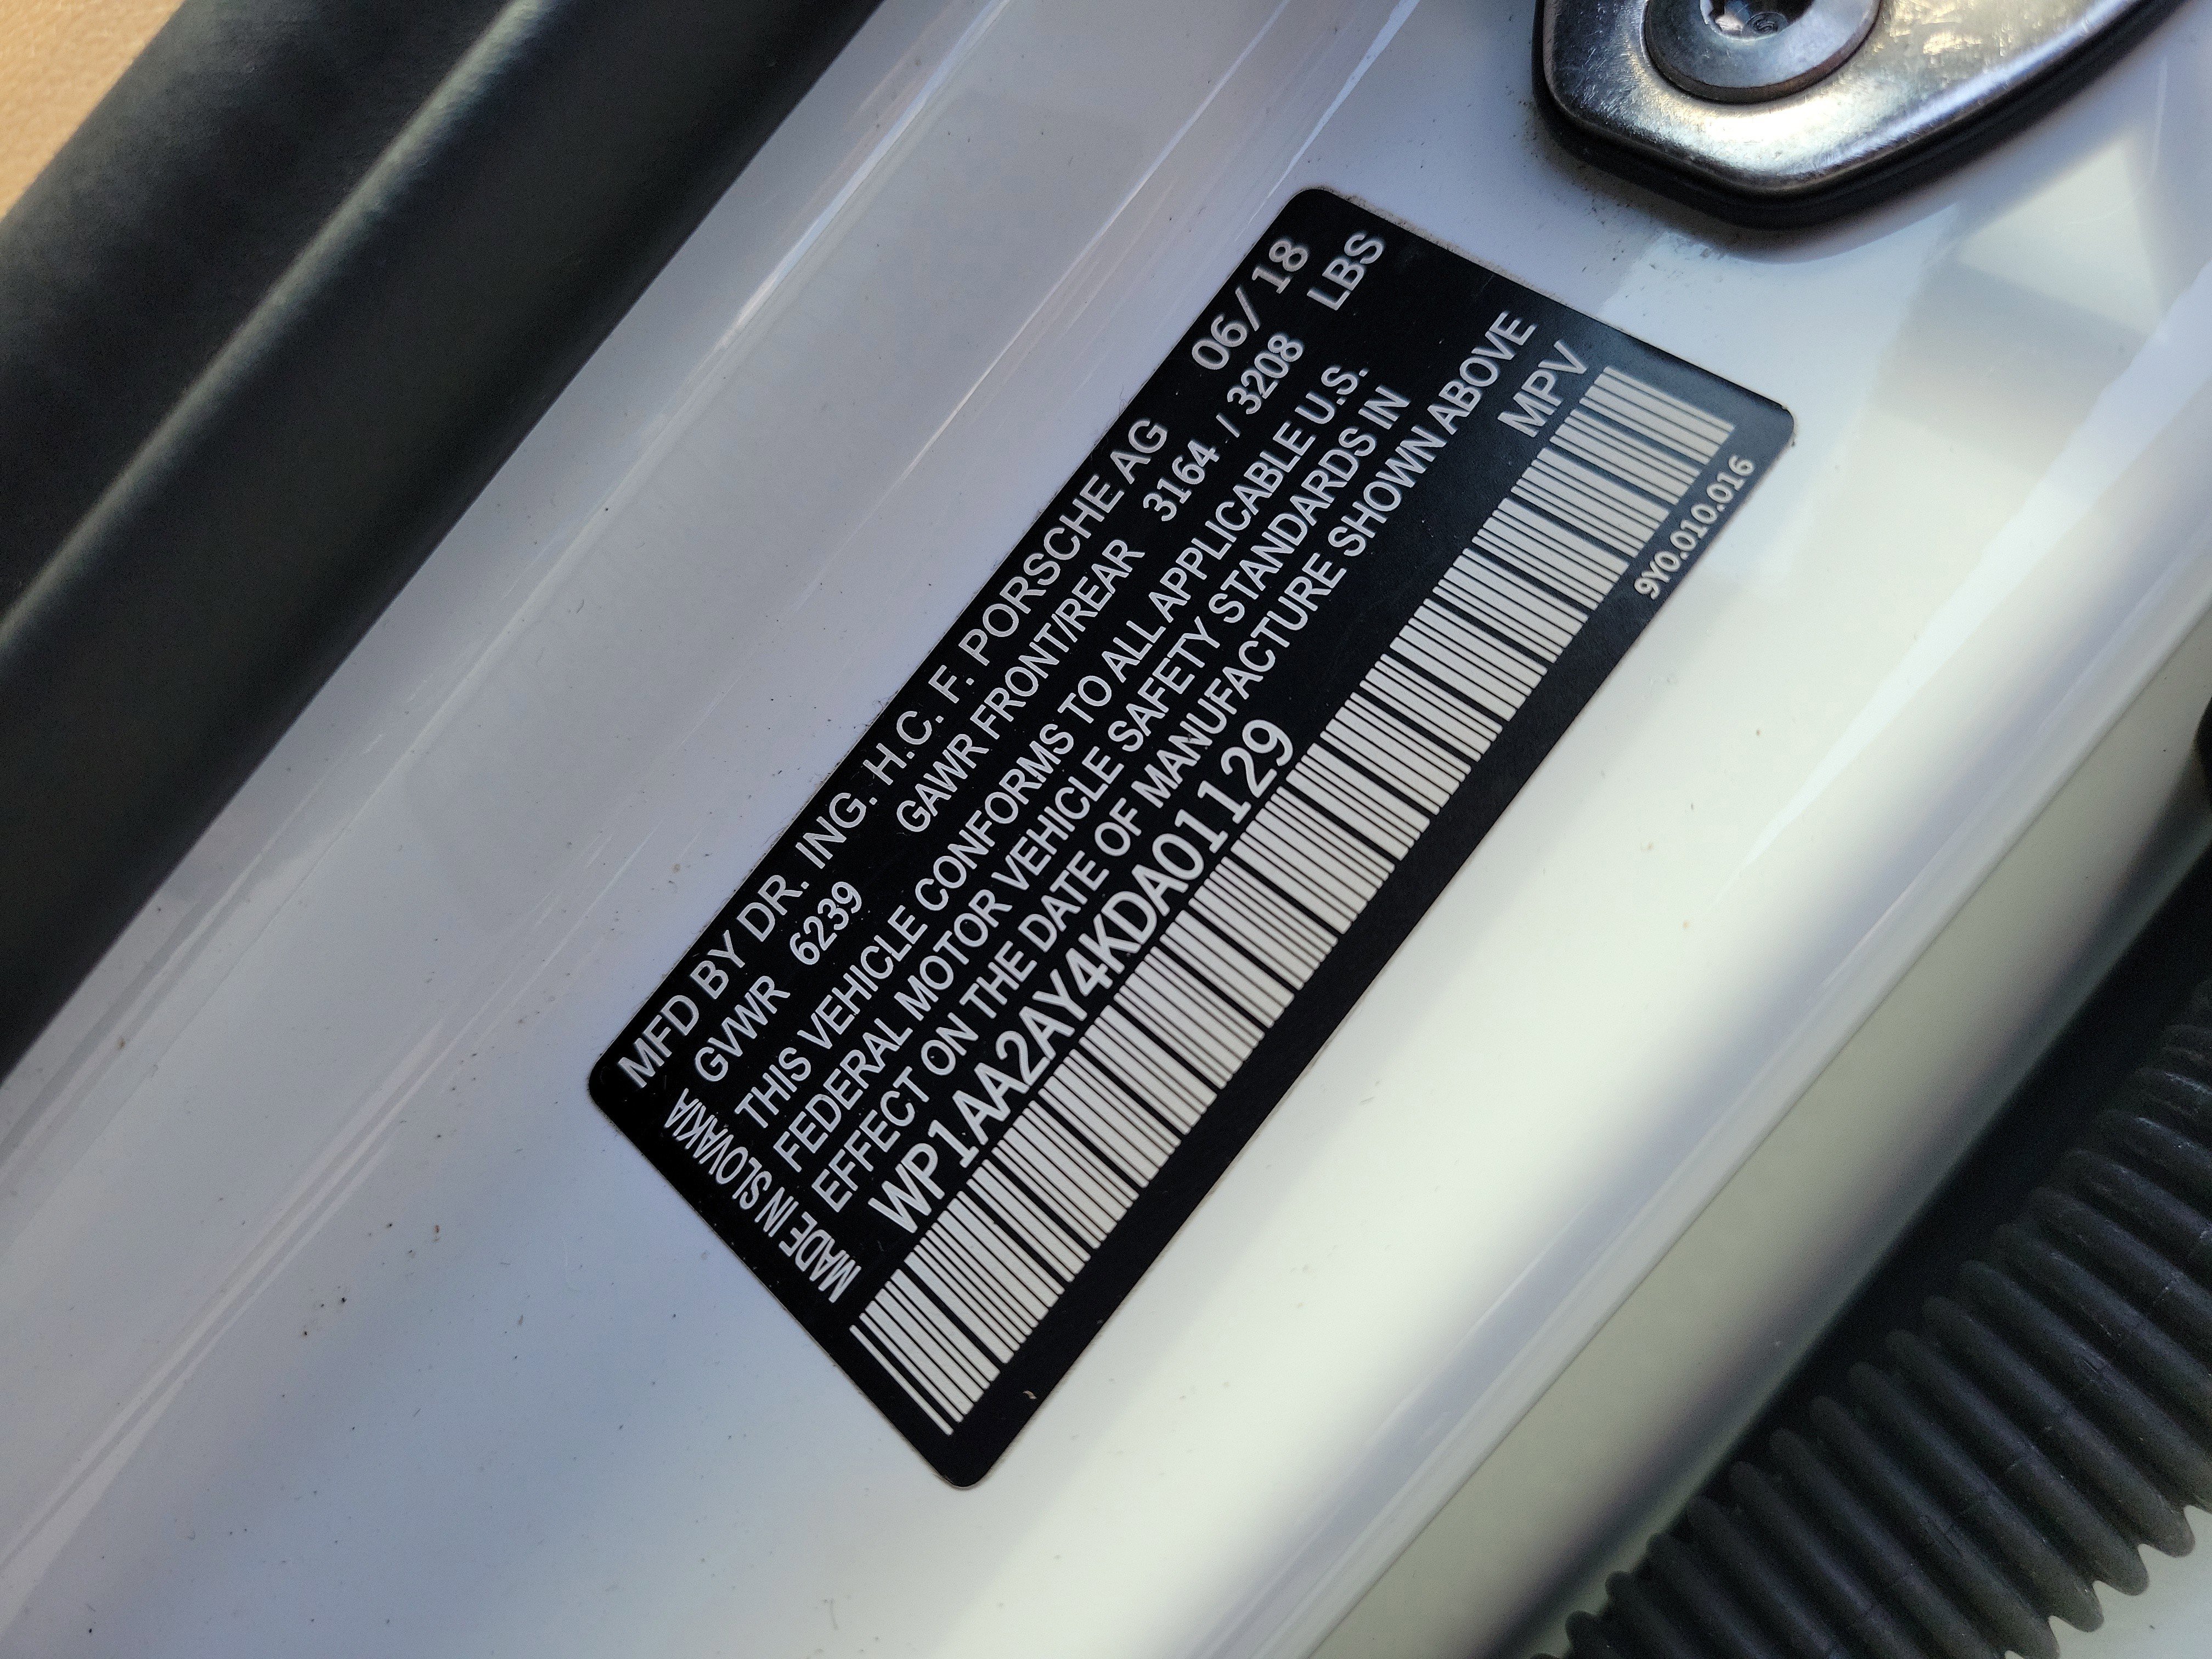 MFD BY DR. ING. H.C. F. PORSCHE AG 06/18
GVWR 6239 GAWR FRONT/REAR 3164 / 3208 LBS
THIS VEHICLE CONFORMS TO ALL APPLICABLE U.S.
FEDERAL MOTOR VEHICLE SAFETY STANDARDS IN
EFFECT ON THE DATE OF MANUFACTURE SHOWN ABOVE
WP1AA2AY4KDA01129 MPV
MADE IN SLOVAKIA
9Y0.010.016